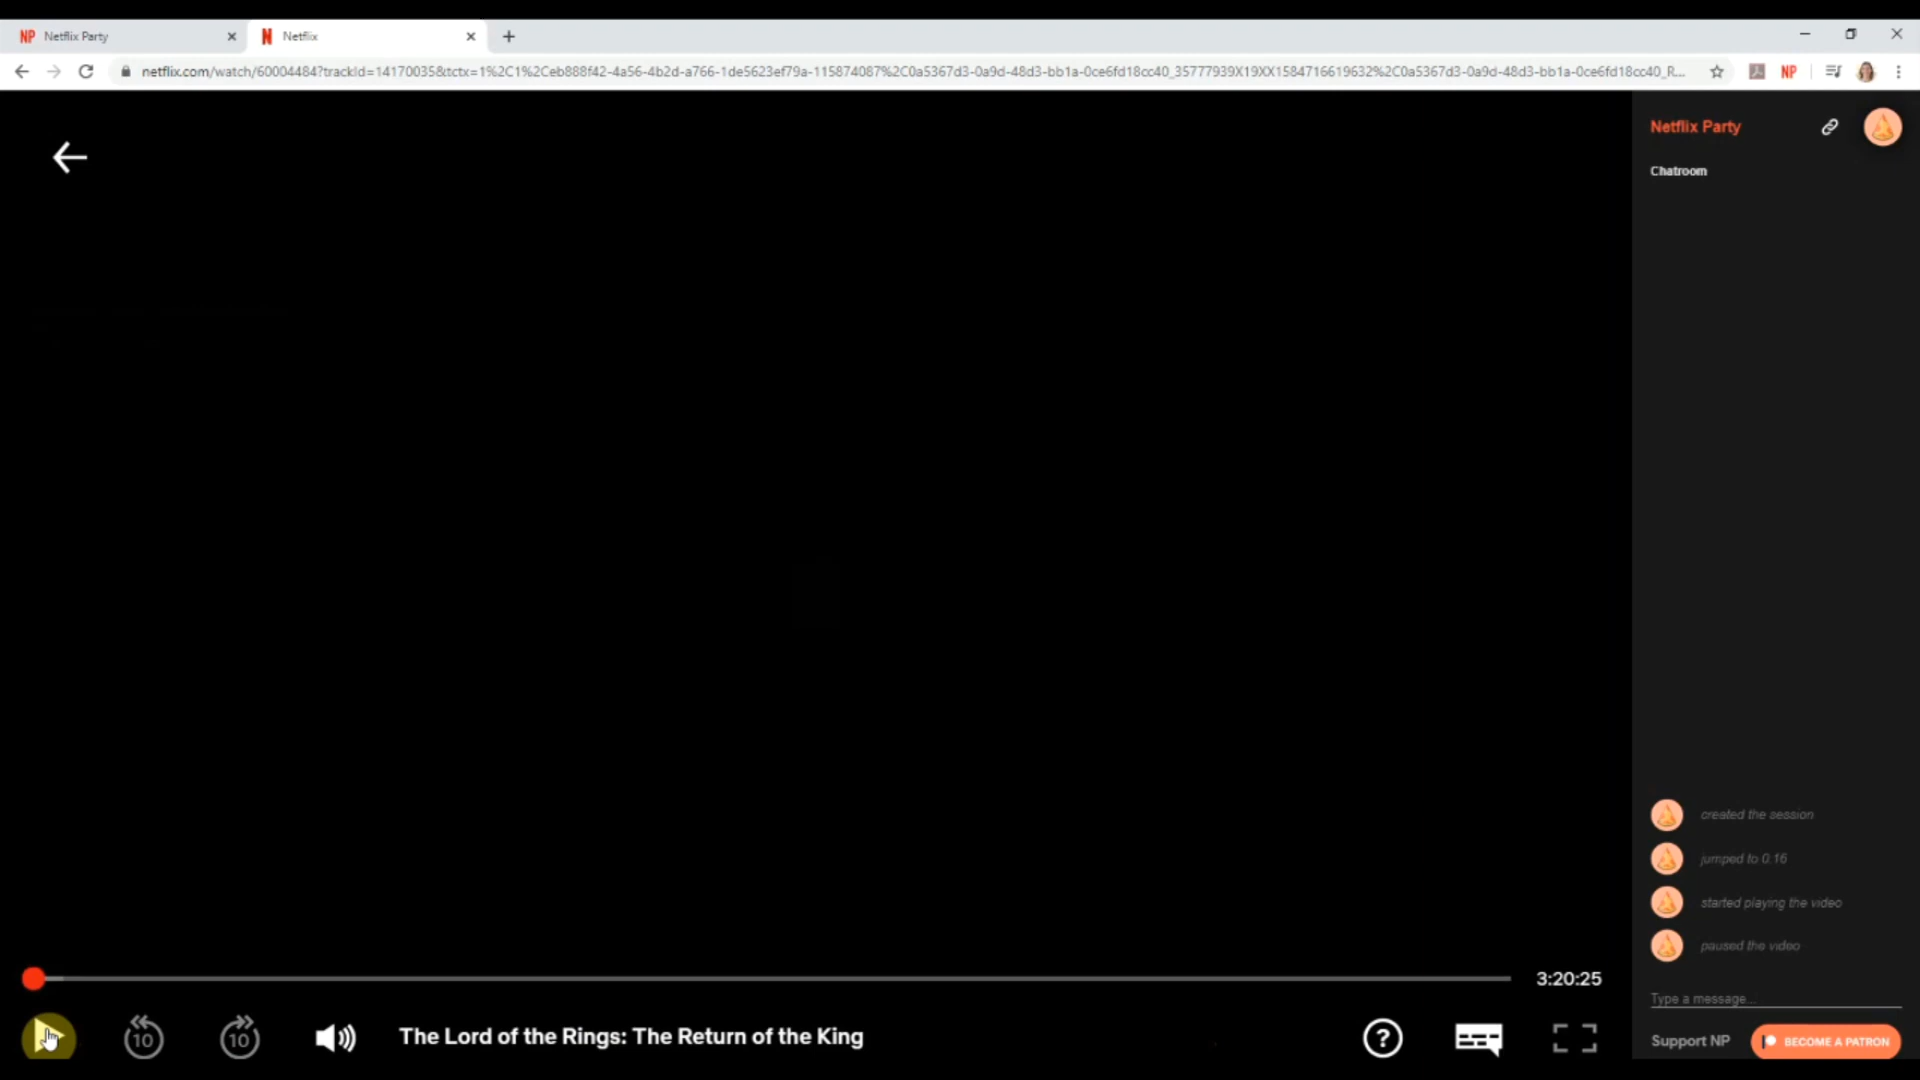 NP Netflix Party
N Netflix
netflix.com/watch/60004484?trackId=14170035&tctx=1%2C1%2Ceb888f42-4a56-4b2d-a766-1de5623ef79a-115874087%2C0a5367d3-0a9d-48d3-bb1a-0ce6fd18cc40_35777939X19XX1584716619632%2C0a5367d3-0a9d-48d3-bb1a-0ce6fd18cc40_R...
NP
Netflix Party
Chatroom
created the session
jumped to 0:16
started playing the video
paused the video
3:20:25
Type a message...
10
10
The Lord of the Rings: The Return of the King
?
Support NP
BECOME A PATRON